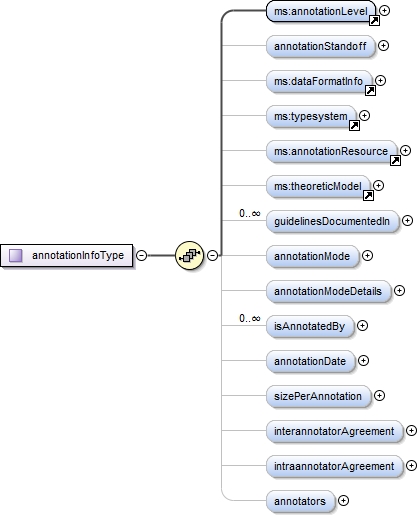 ms:annotationLevel
annotationStandoff
ms:dataFormatInfo
ms:typesystem
ms:annotationResource
ms:theoreticModel
0..∞
guidelinesDocumentedIn
annotationInfoType
annotationMode
annotationModeDetails
0..∞
isAnnotatedBy
annotationDate
sizePerAnnotation
interannotatorAgreement
intraannotatorAgreement
annotators